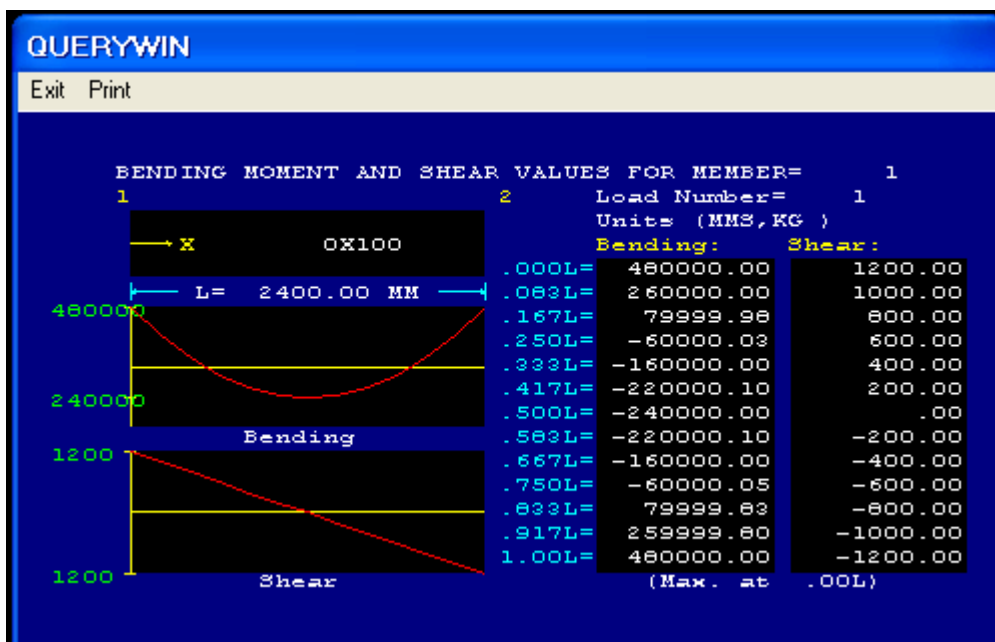 QUERYWIN
Exit Print
BENDING MOMENT AND SHEAR VALUES FOR MEMBER= 1
1 2 Load Number= 1
Units (MMS,KG )
X 0X100 Bending: Shear:
.000L= 480000.00 1200.00
L= 2400.00 MM .083L= 260000.00 1000.00
480000 .167L= 79999.98 800.00
.250L= -60000.03 600.00
.333L= -160000.00 400.00
240000 .417L= -220000.10 200.00
.500L= -240000.00 .00
Bending .583L= -220000.10 -200.00
1200 .667L= -160000.00 -400.00
.750L= -60000.05 -600.00
.833L= 79999.83 -800.00
.917L= 259999.80 -1000.00
1.00L= 480000.00 -1200.00
1200 Shear (Max. at .00L)